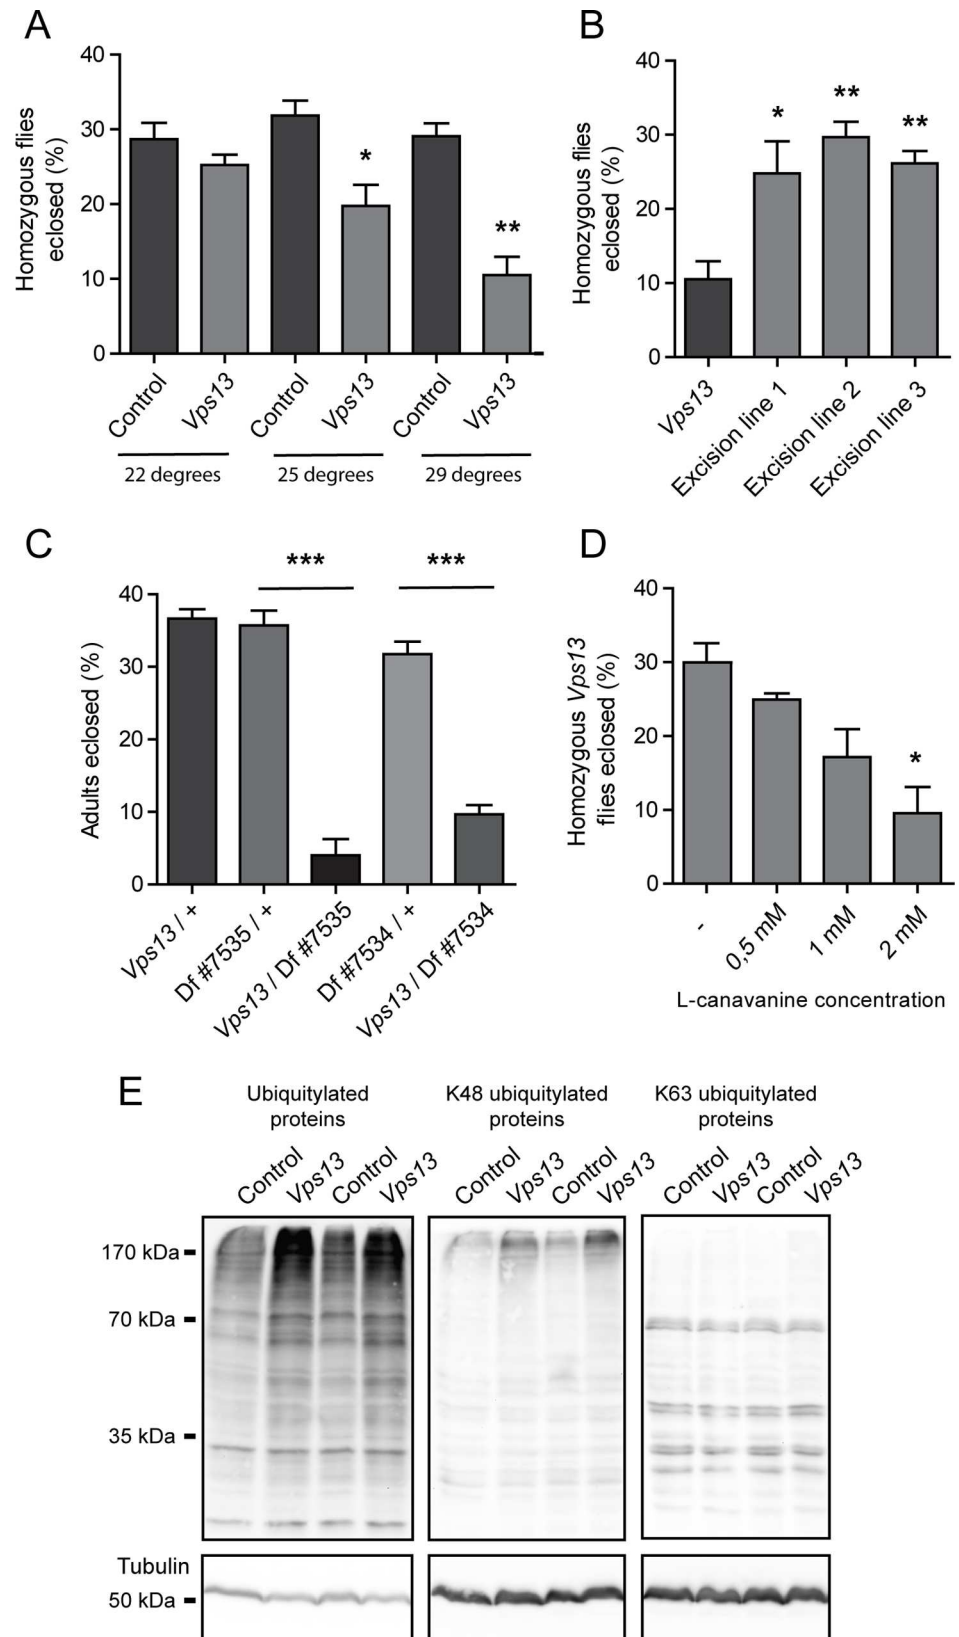 A
Homozygous flies
eclosed (%)
40
30
20
10
0
*
**
Control
Vps13
Control
Vps13
Control
Vps13
22 degrees
25 degrees
29 degrees
B
Homozygous flies
eclosed (%)
40
30
20
10
0
*
**
**
Vps13
Excision line 1
Excision line 2
Excision line 3
C
Adults eclosed (%)
40
30
20
10
0
***
***
Vps13 / +
Df #7535 / +
Vps13 / Df #7535
Df #7534 / +
Vps13 / Df #7534
D
Homozygous Vps13
flies eclosed (%)
40
30
20
10
0
*
-
0,5 mM
1 mM
2 mM
L-canavanine concentration
E
Ubiquitylated
proteins
K48 ubiquitylated
proteins
K63 ubiquitylated
proteins
Control
Vps13
Control
Vps13
Control
Vps13
Control
Vps13
Control
Vps13
Control
Vps13
170 kDa
70 kDa
35 kDa
Tubulin
50 kDa